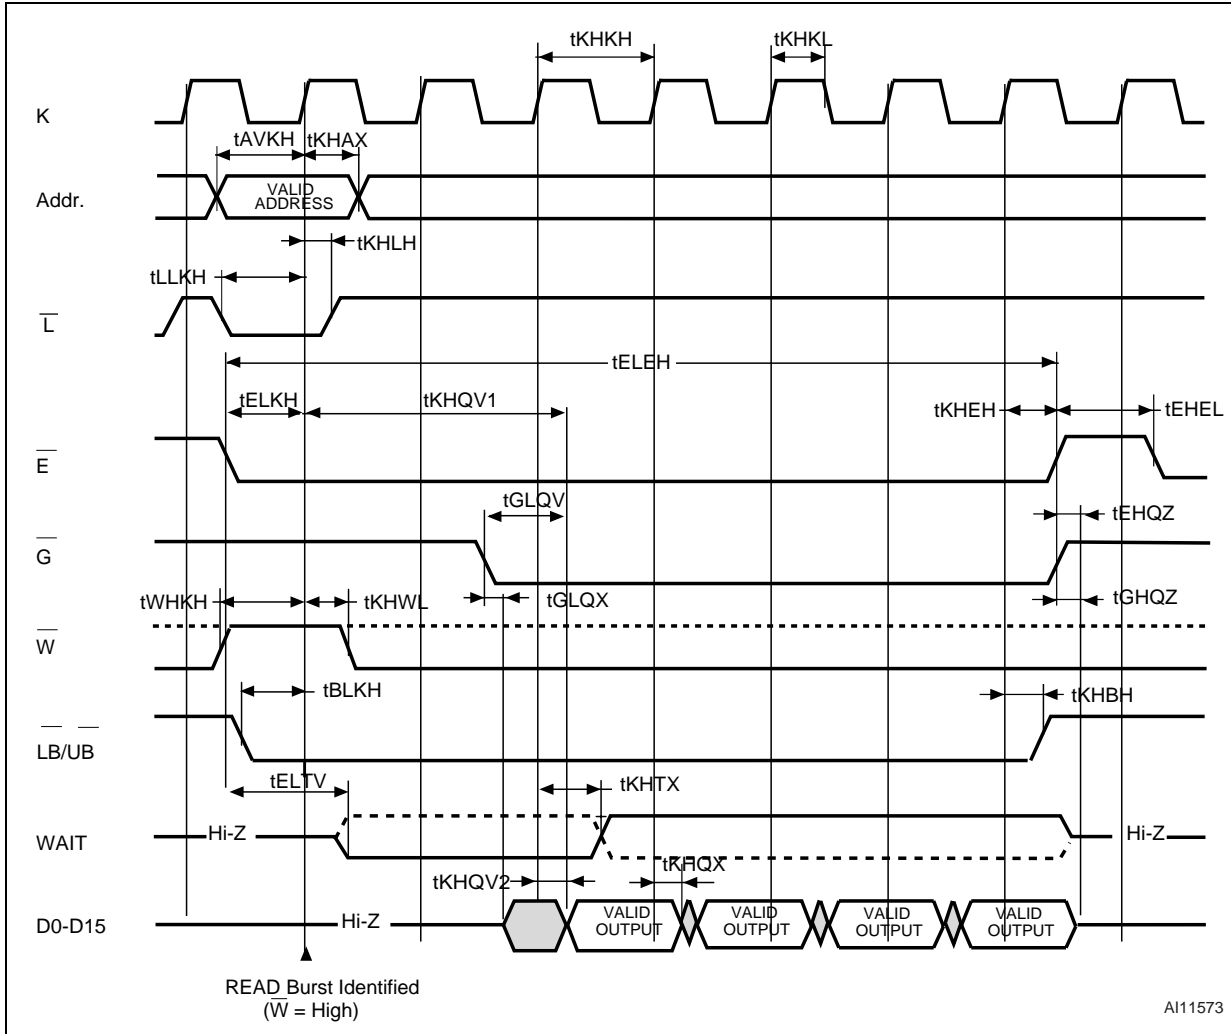 tKHKH
tKHKL
K
tAVKH
tKHAX
Addr.
VALID
ADDRESS
tKHLH
tLLKH
L
tELEH
tELKH
tKHQV1
tKHEH
tEHEL
E
tGLQV
tEHQZ
G
tWHKH
tKHWL
tGLQX
tGHQZ
W
tBLKH
tKHBH
LB/UB
tELTV
tKHTX
WAIT
Hi-Z
Hi-Z
tKHQV2
tKHQX
D0-D15
Hi-Z
VALID
OUTPUT
VALID
OUTPUT
VALID
OUTPUT
VALID
OUTPUT
READ Burst Identified
(W̅ = High)
AI11573